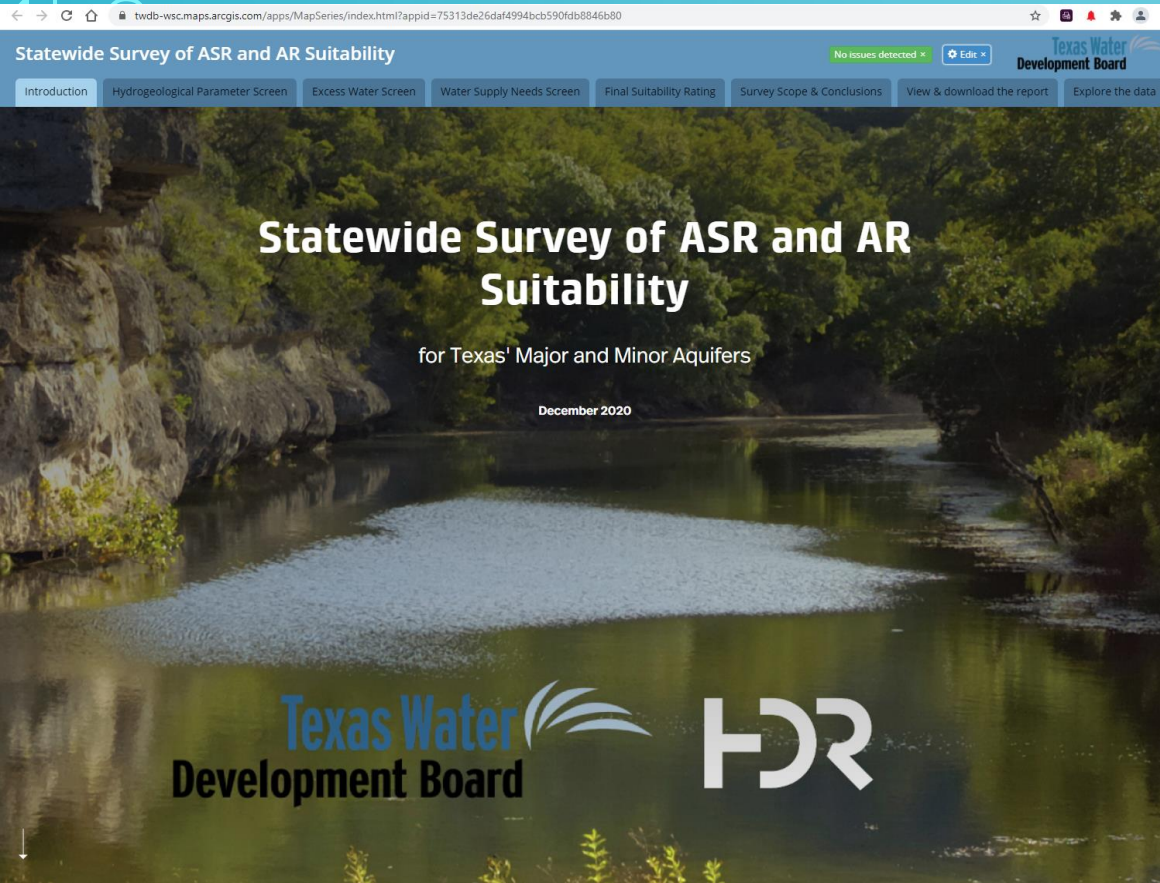 twdb-wsc.maps.arcgis.com/apps/MapSeries/index.html?appid=75313de26daf4994bcb590fdb8846b80
Statewide Survey of ASR and AR Suitability
No issues detected ×
Edit ×
Texas Water
Development Board
Introduction
Hydrogeological Parameter Screen
Excess Water Screen
Water Supply Needs Screen
Final Suitability Rating
Survey Scope & Conclusions
View & download the report
Explore the data
Statewide Survey of ASR and AR
Suitability
for Texas' Major and Minor Aquifers
December 2020
Texas Water
Development Board
HDR